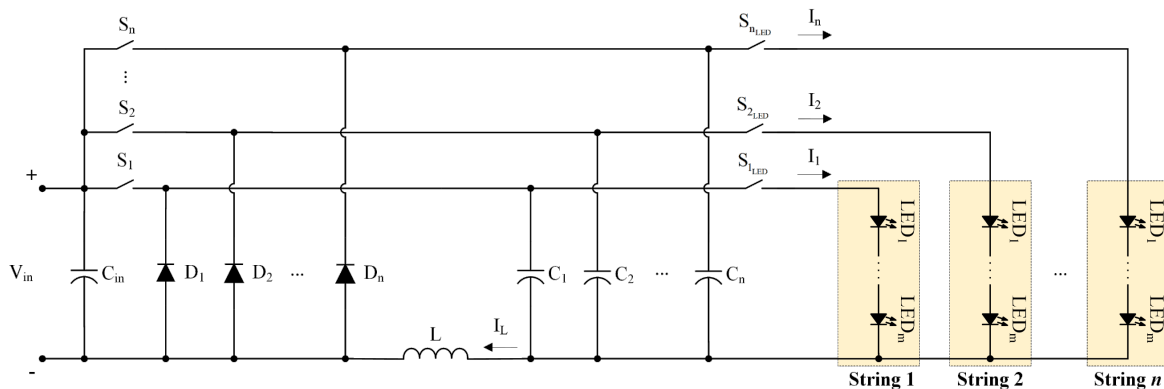 Sn
SnLED
In
⋮
S2
S2LED
I2
S1
S1LED
I1
+
Vin
Cin
D1
D2
...
Dn
C1
C2
...
Cn
LED1
LEDm
LED1
LEDm
...
LED1
LEDm
L
IL
-
String 1
String 2
String n